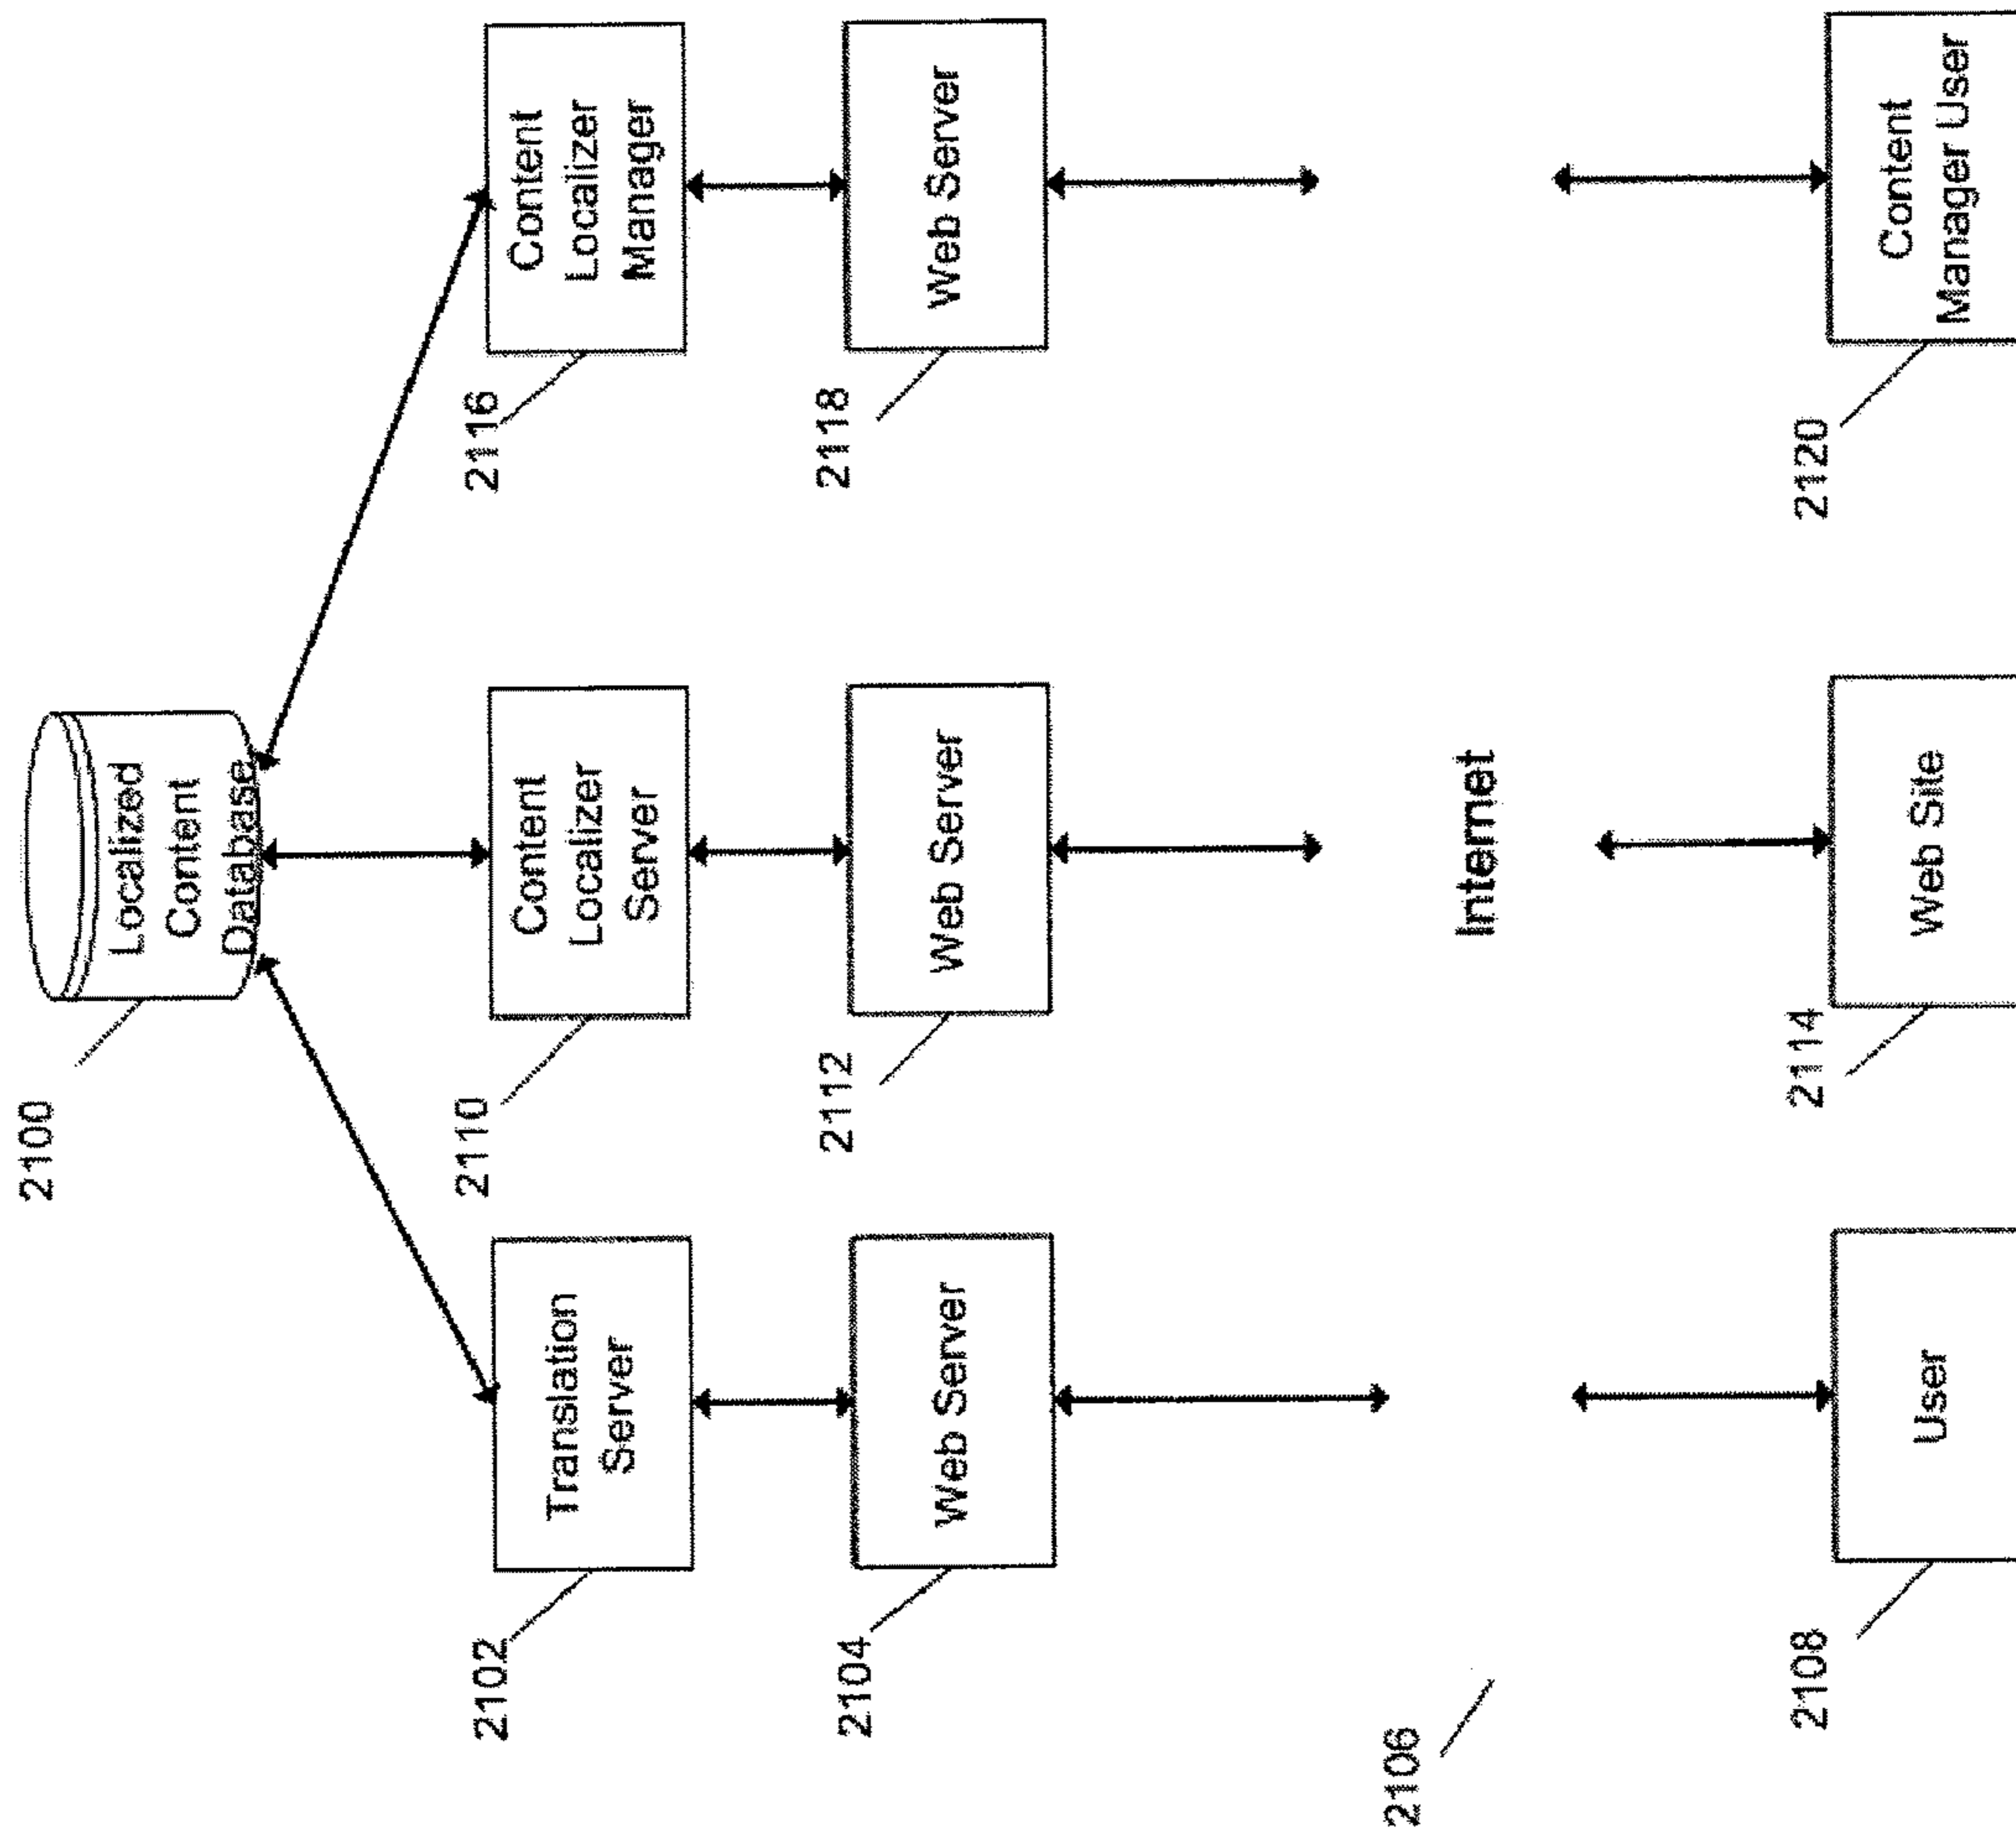 2100
Localized
Content
Database
2102
Translation
Server
2110
Content
Localizer
Server
2116
Content
Localizer
Manager
2104
Web Server
2112
Web Server
2118
Web Server
2106
Internet
2108
User
2114
Web Site
2120
Content
Manager User